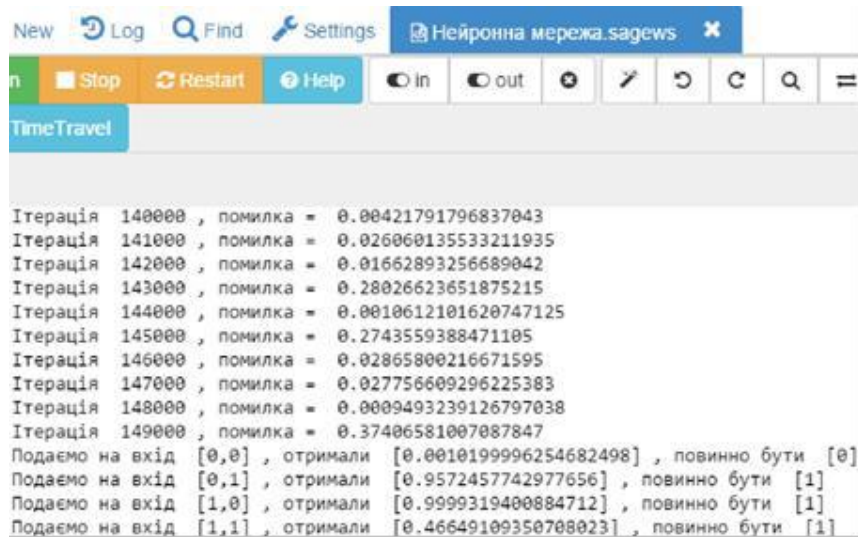 New Log Find Settings Нейронна мережа.sagews
n Stop Restart Help in out
TimeTravel
Ітерація 140000 , помилка = 0.00421791796837043
Ітерація 141000 , помилка = 0.026060135533211935
Ітерація 142000 , помилка = 0.01662893256689042
Ітерація 143000 , помилка = 0.28026623651875215
Ітерація 144000 , помилка = 0.0010612101620747125
Ітерація 145000 , помилка = 0.2743559388471105
Ітерація 146000 , помилка = 0.02865800216671595
Ітерація 147000 , помилка = 0.027756609296225383
Ітерація 148000 , помилка = 0.0009493239126797038
Ітерація 149000 , помилка = 0.37406581007087847
Подаємо на вхід [0,0] , отримали [0.0010199996254682498] , повинно бути [0]
Подаємо на вхід [0,1] , отримали [0.9572457742977656] , повинно бути [1]
Подаємо на вхід [1,0] , отримали [0.9999319400884712] , повинно бути [1]
Подаємо на вхід [1,1] , отримали [0.46649109350708023] , повинно бути [1]